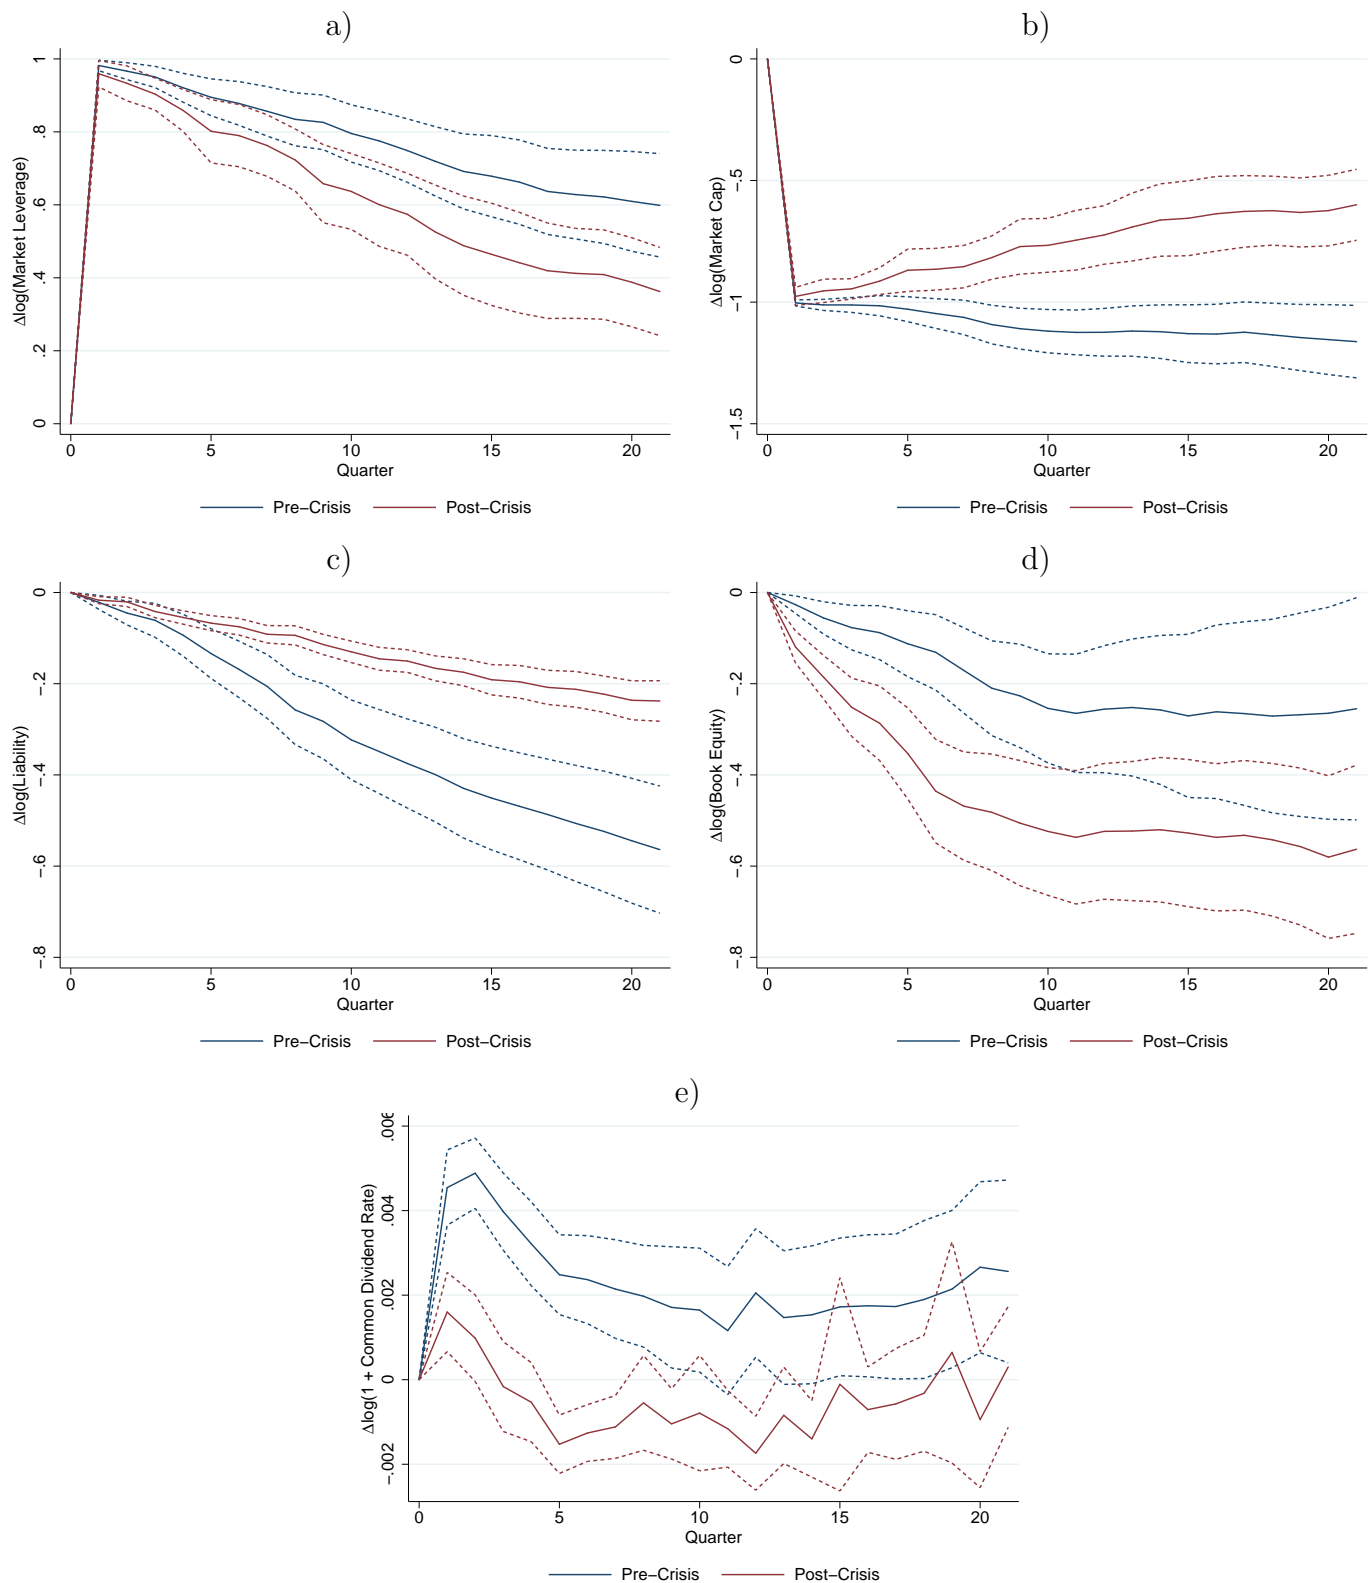 a)
Δlog(Market Leverage)
1
.8
.6
.4
.2
0
0 5 10 15 20
Quarter
Pre−Crisis Post−Crisis
b)
Δlog(Market Cap)
0
−.5
−1
−1.5
0 5 10 15 20
Quarter
Pre−Crisis Post−Crisis
c)
Δlog(Liability)
0
−.2
−.4
−.6
−.8
0 5 10 15 20
Quarter
Pre−Crisis Post−Crisis
d)
Δlog(Book Equity)
0
−.2
−.4
−.6
−.8
0 5 10 15 20
Quarter
Pre−Crisis Post−Crisis
e)
Δlog(1 + Common Dividend Rate)
.006
.004
.002
0
−.002
0 5 10 15 20
Quarter
Pre−Crisis Post−Crisis